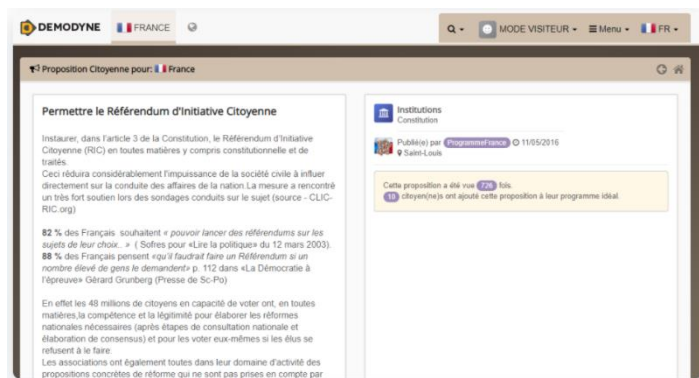 DEMODYNE FRANCE MODE VISITEUR Menu FR
Proposition Citoyenne pour: France
Permettre le Référendum d'Initiative Citoyenne
Instaurer, dans l'article 3 de la Constitution, le Référendum d'Initiative
Citoyenne (RIC) en toutes matières y compris constitutionnelle et de
traités.
Ceci réduira considérablement l'impuissance de la société civile à influer
directement sur la conduite des affaires de la nation.La mesure a rencontré
un très fort soutien lors des sondages conduits sur le sujet (source - CLIC-
RIC.org)
82 % des Français souhaitent « pouvoir lancer des référendums sur les
sujets de leur choix.. » ( Sofres pour «Lire la politique» du 12 mars 2003).
88 % des Français pensent «qu'il faudrait faire un Référendum si un
nombre élevé de gens le demandent» p. 112 dans «La Démocratie à
l'épreuve» Gérard Grunberg (Presse de Sc-Po)
En effet les 48 millions de citoyens en capacité de voter ont, en toutes
matières,la compétence et la légitimité pour élaborer les réformes
nationales nécessaires (après étapes de consultation nationale et
élaboration de consensus) et pour les voter eux-mêmes si les élus se
refusent à le faire.
Les associations ont également toutes dans leur domaine d'activité des
propositions concrètes de réforme qui ne sont pas prises en compte par
Institutions
Constitution
Publié(e) par ProgrammeFrance 11/05/2016
Saint-Louis
Cette proposition a été vue 726 fois.
10 citoyen(ne)s ont ajouté cette proposition à leur programme idéal.